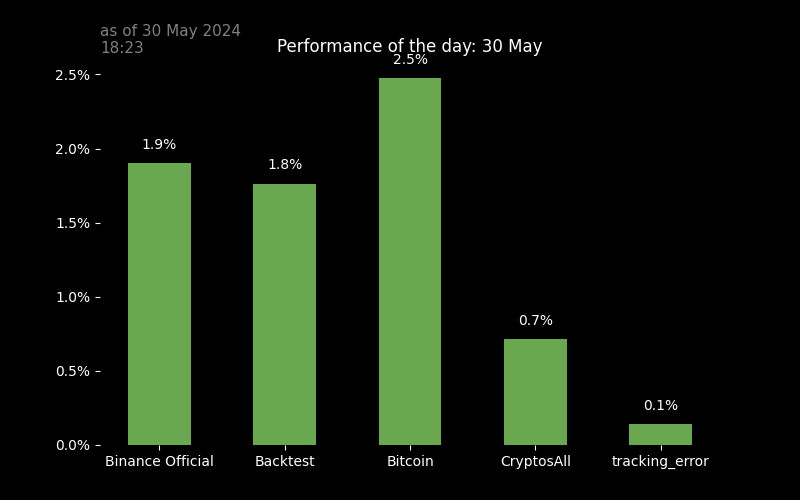 as of 30 May 2024
18:23
Performance of the day: 30 May
2.5%
2.0%
1.5%
1.0%
0.5%
0.0%
1.9%
1.8%
2.5%
0.7%
0.1%
Binance Official
Backtest
Bitcoin
CryptosAll
tracking_error